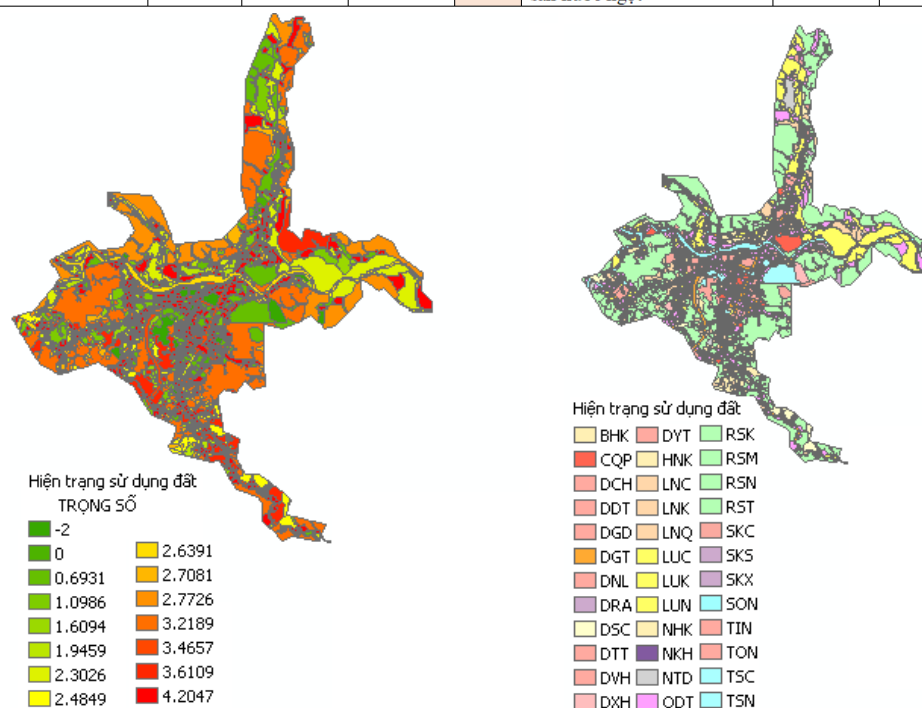 Hiện trạng sử dụng đất
TRỌNG SỐ
-2
0
0.6931
1.0986
1.6094
1.9459
2.3026
2.4849
2.6391
2.7081
2.7726
3.2189
3.4657
3.6109
4.2047
Hiện trạng sử dụng đất
BHK
CQP
DCH
DDT
DGD
DGT
DNL
DRA
DSC
DTT
DVH
DXH
DYT
HNK
LNC
LNK
LNQ
LUC
LUK
LUN
NHK
NKH
NTD
ODT
RSK
RSM
RSN
RST
SKC
SKS
SKX
SON
TIN
TON
TSC
TSN